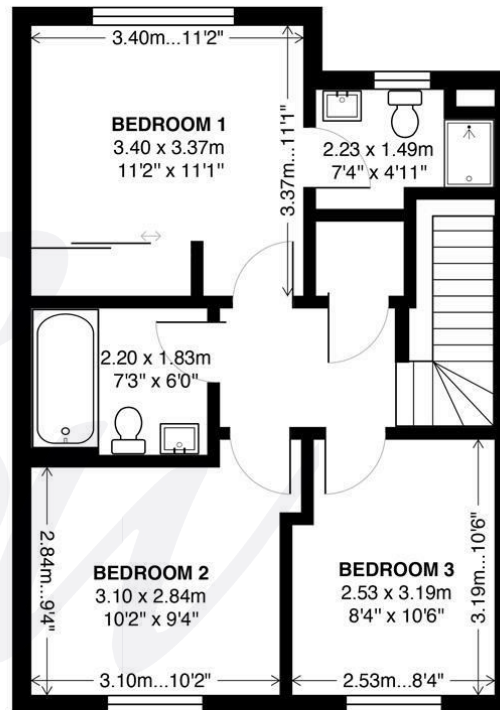 3.40m...11'2"
BEDROOM 1
3.40 x 3.37m
11'2" x 11'1"
3.37m...11'1"
2.23 x 1.49m
7'4" x 4'11"
2.20 x 1.83m
7'3" x 6'0"
2.84m...9'4"
BEDROOM 2
3.10 x 2.84m
10'2" x 9'4"
3.10m...10'2"
BEDROOM 3
2.53 x 3.19m
8'4" x 10'6"
3.19m...10'6"
2.53m...8'4"